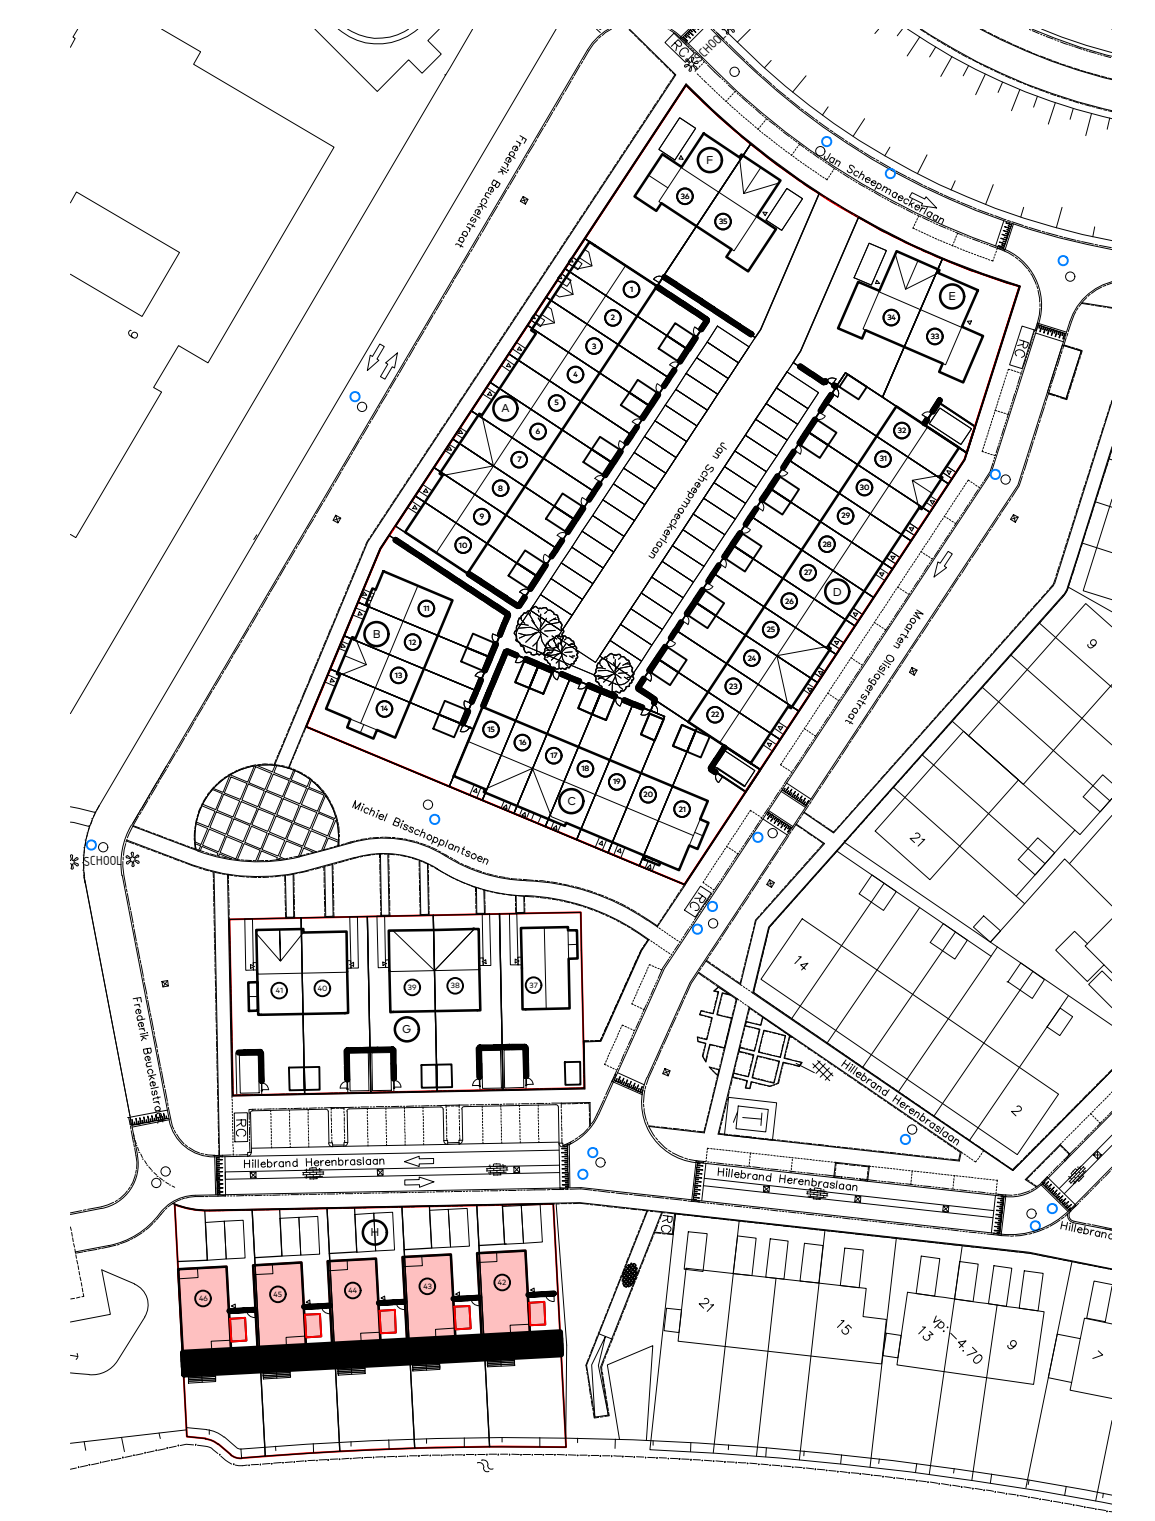 RC
SCHOOL
Jan Scheepmaeckerlaan
Frederik Beuckelstraat
F
36
35
E
34
33
RC
1
2
3
4
5
6
7
8
9
10
A
32
31
30
29
28
27
26
25
24
23
22
D
Jan Scheepmaeckerlaan
Maarten Olislagerstraat
9
9
11
12
13
14
B
15
16
17
18
19
20
21
C
21
Michiel Bisschopplantsoen
SCHOOL
RC
14
41
40
39
38
37
G
Frederik Beuckelstraat
Hillebrand Herenbraslaan
2
RC
Hillebrand Herenbraslaan
Hillebrand Herenbraslaan
Hillebrand
H
RC
46
45
44
43
42
21
15
13
vp: -4.70
9
7